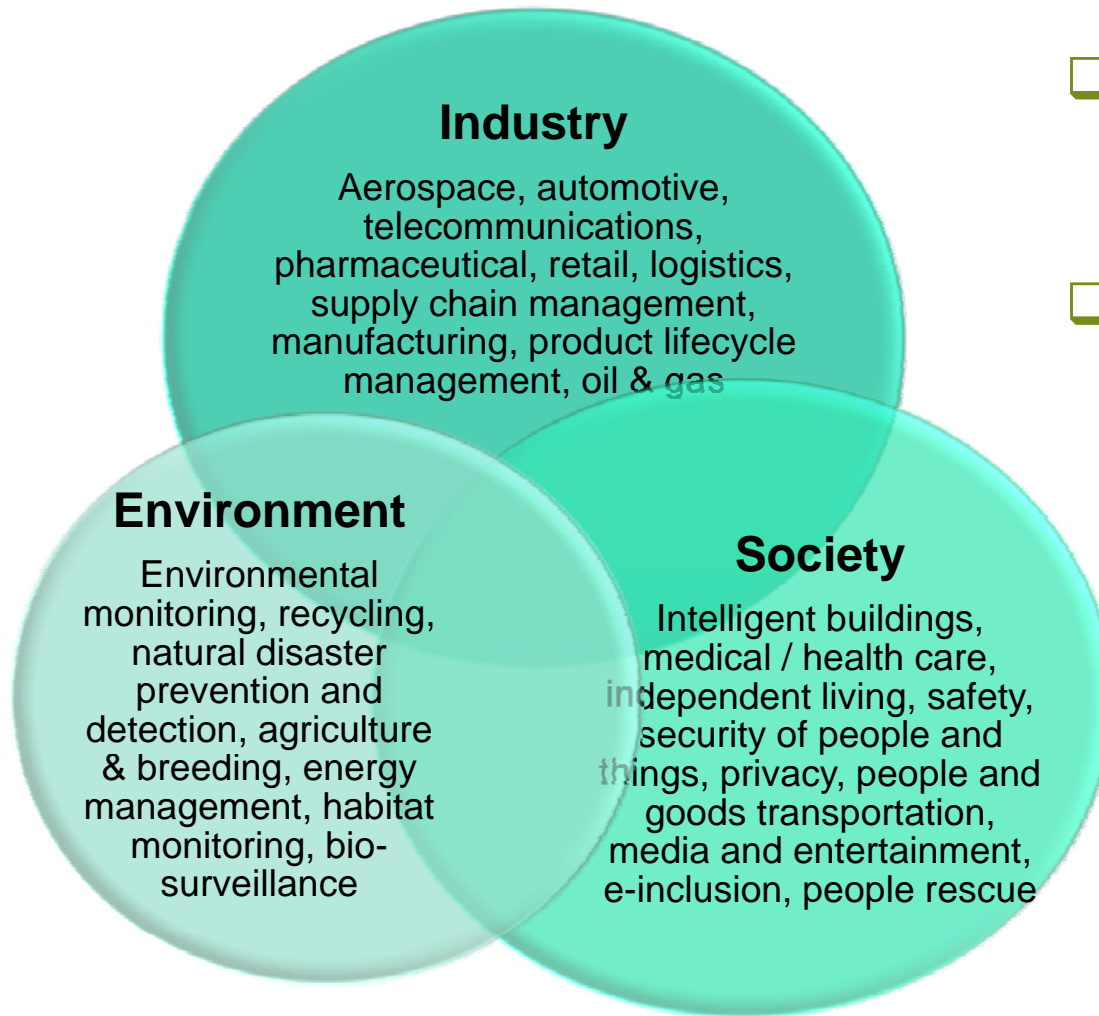 Industry
Aerospace, automotive,
telecommunications,
pharmaceutical, retail, logistics,
supply chain management,
manufacturing, product lifecycle
management, oil & gas
Environment
Environmental
monitoring, recycling,
natural disaster
prevention and
detection, agriculture
& breeding, energy
management, habitat
monitoring, bio-
surveillance
Society
Intelligent buildings,
medical / health care,
independent living, safety,
security of people and
things, privacy, people and
goods transportation,
media and entertainment,
e-inclusion, people rescue